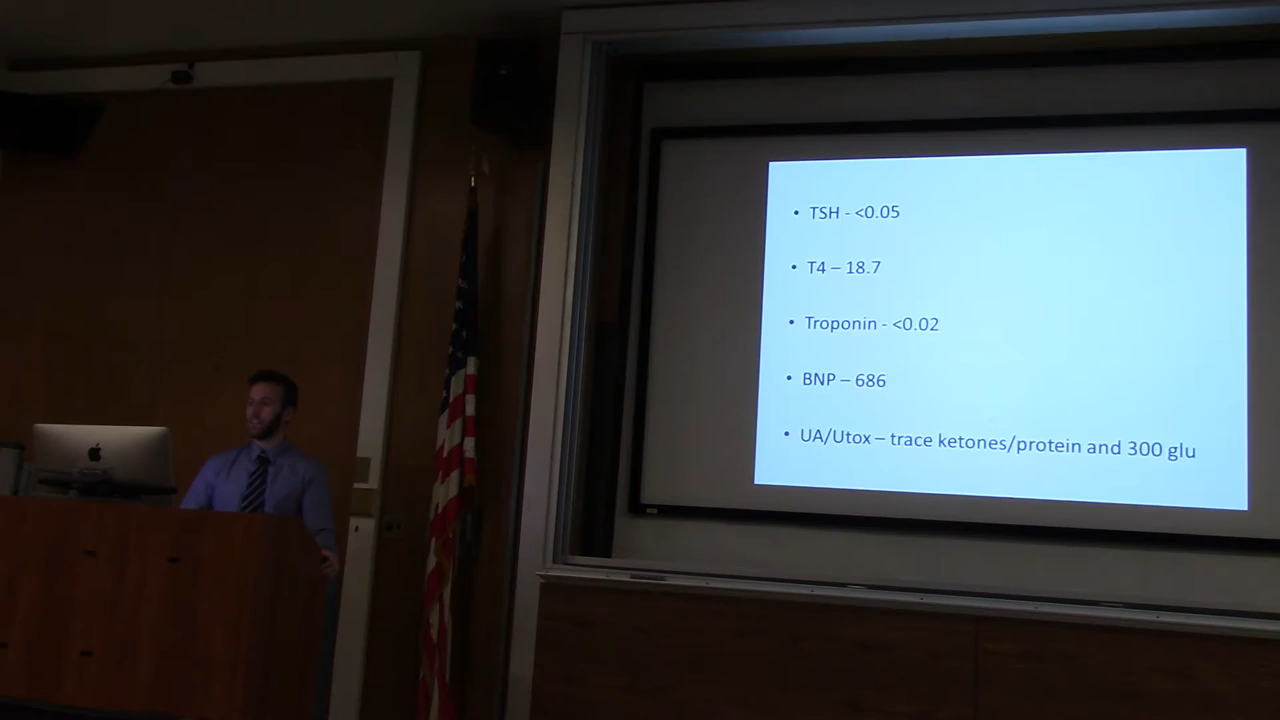 • TSH - <0.05
• T4 – 18.7
• Troponin - <0.02
• BNP – 686
• UA/Utox – trace ketones/protein and 300 glu